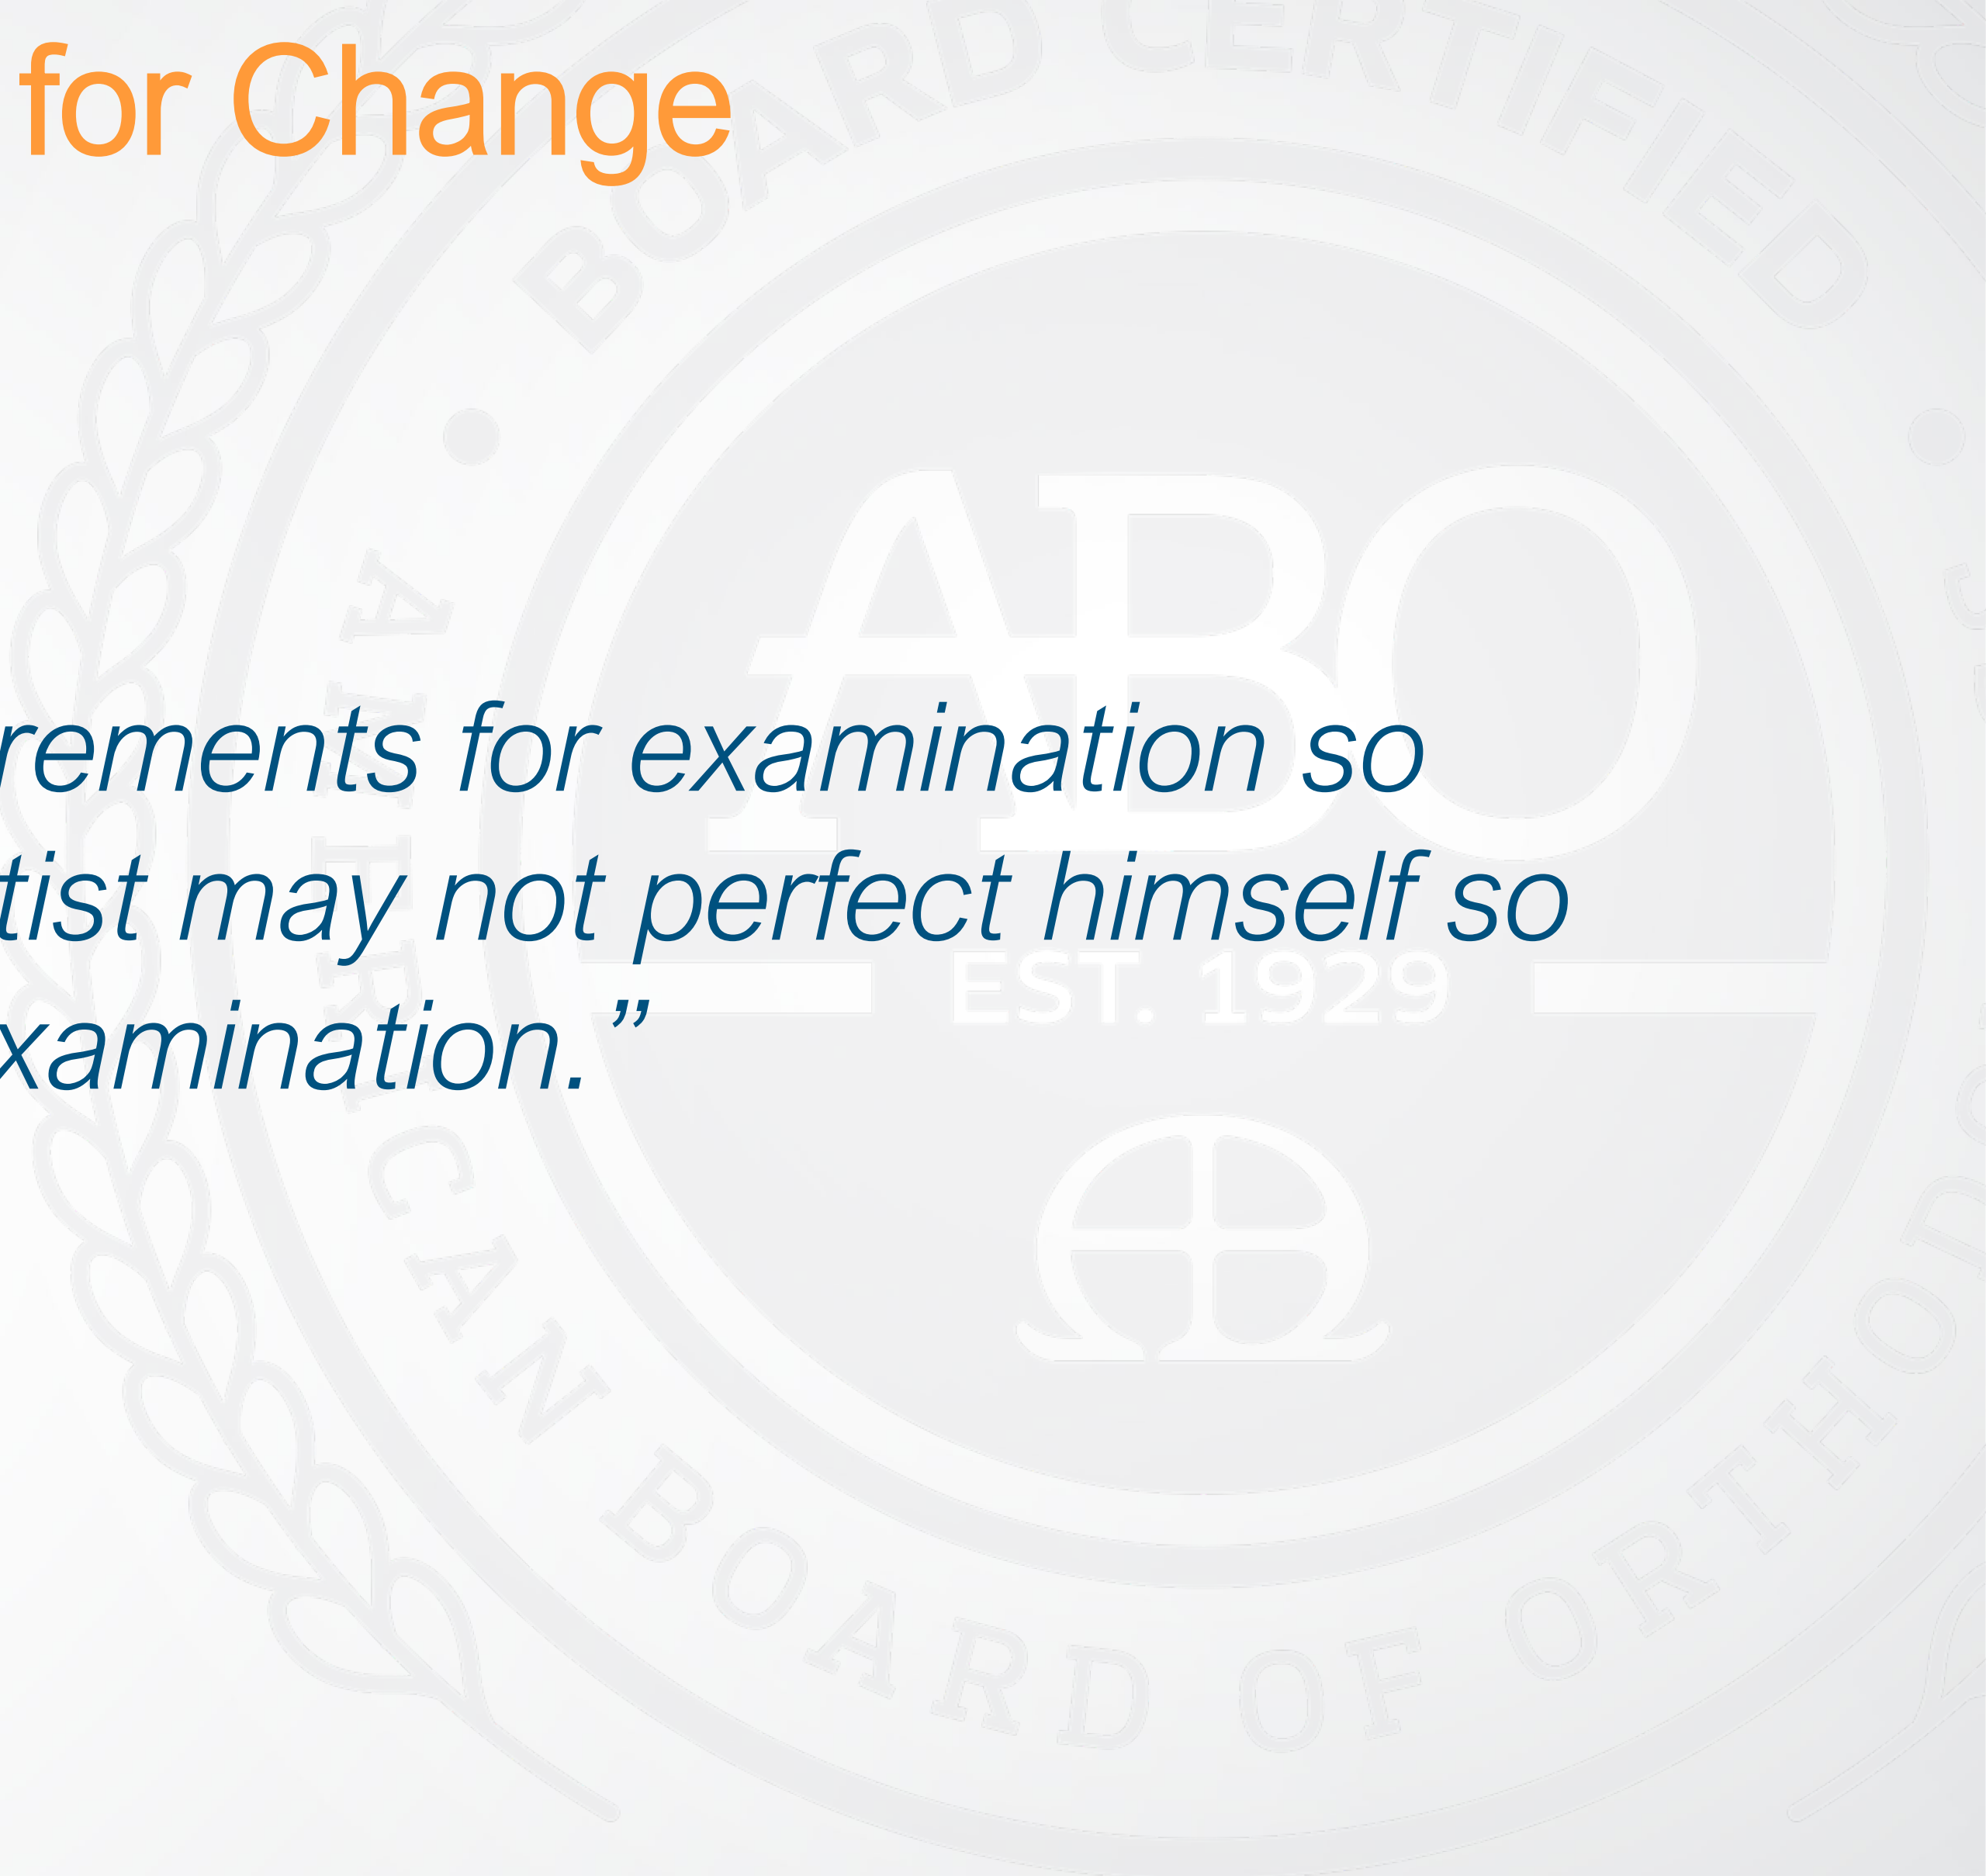 for Change
BOARD CERTIFIED
ABO
rements for examination so
tist may not perfect himself so
EST. 1929
xamination.”
AMERICAN BOARD OF ORTHOD